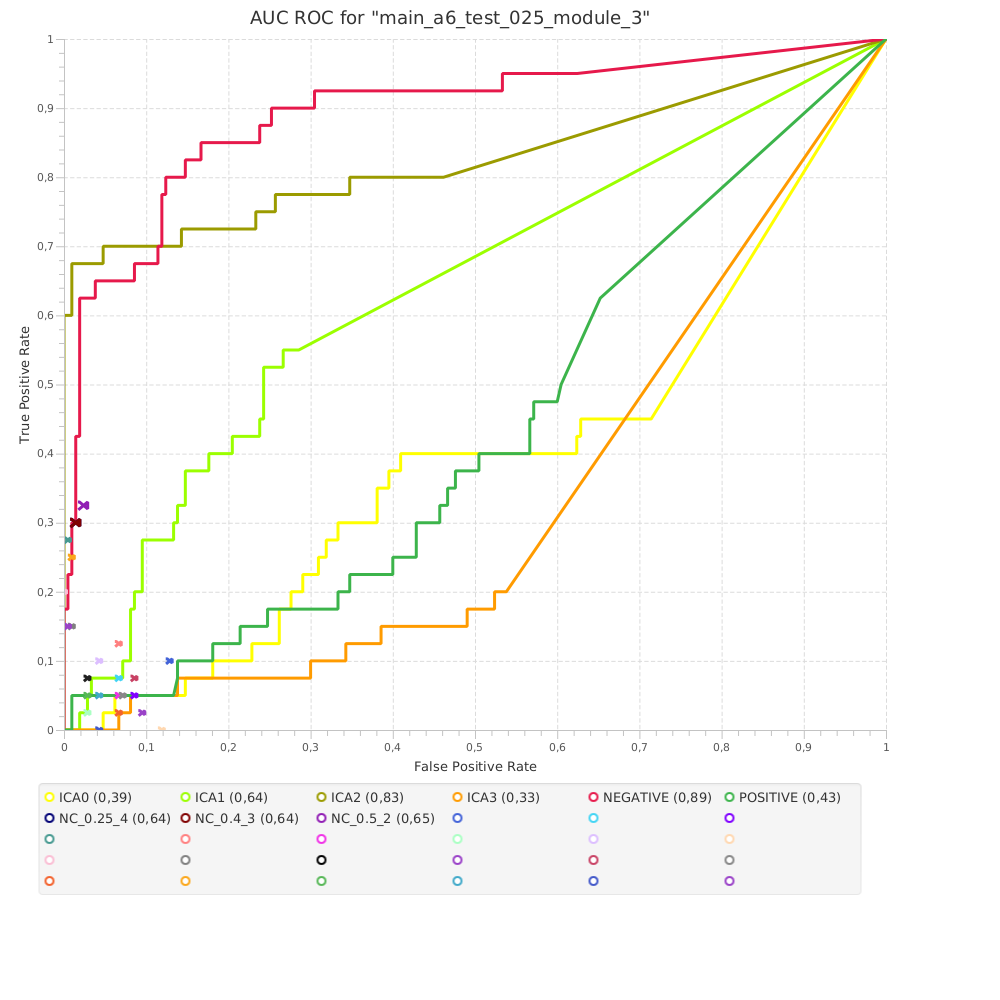 AUC ROC for "main_a6_test_025_module_3"
1
0,9
0,8
0,7
0,6
0,5
0,4
0,3
0,2
0,1
0
True Positive Rate
0 0,1 0,2 0,3 0,4 0,5 0,6 0,7 0,8 0,9 1
False Positive Rate
ICA0 (0,39) ICA1 (0,64) ICA2 (0,83) ICA3 (0,33) NEGATIVE (0,89) POSITIVE (0,43)
NC_0.25_4 (0,64) NC_0.4_3 (0,64) NC_0.5_2 (0,65)